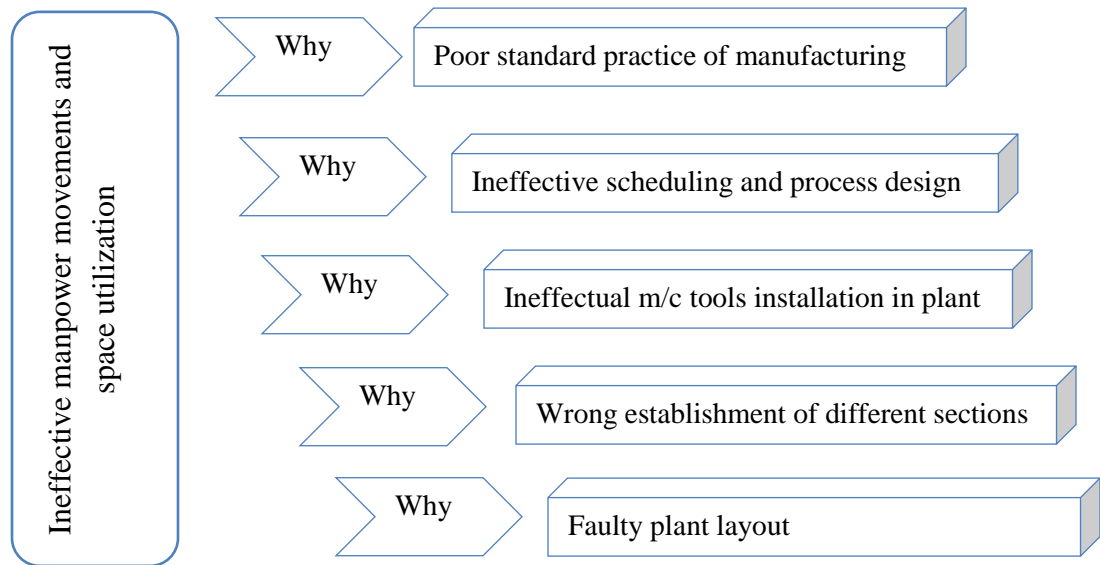 Ineffective manpower movements and
space utilization
Why
Poor standard practice of manufacturing
Why
Ineffective scheduling and process design
Why
Ineffectual m/c tools installation in plant
Why
Wrong establishment of different sections
Why
Faulty plant layout